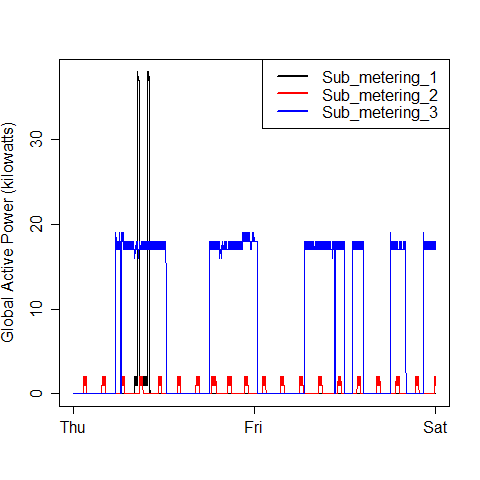 Sub_metering_1
Sub_metering_2
Sub_metering_3
Global Active Power (kilowatts)
30
20
10
0
Thu Fri Sat